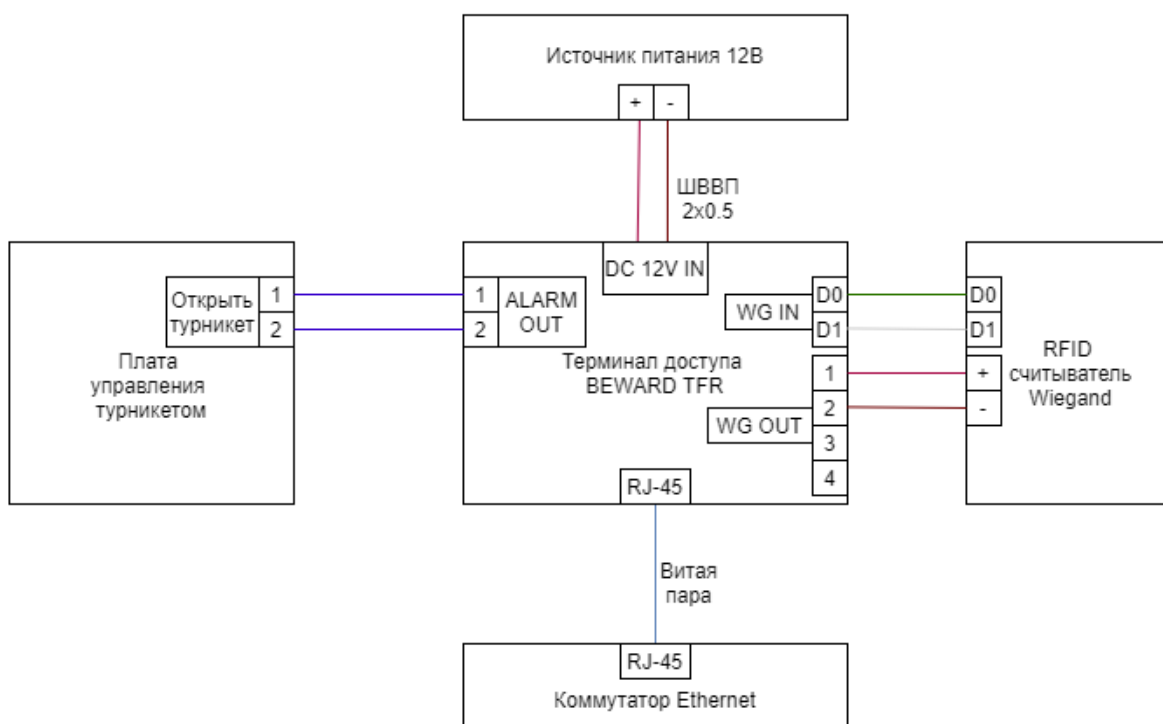 Источник питания 12В
+ -
ШВВП
2x0.5
DC 12V IN
Открыть
турникет
1
2
Плата
управления
турникетом
1
2
ALARM
OUT
Терминал доступа
BEWARD TFR
WG IN
D0
D1
WG OUT
1
2
3
4
RJ-45
D0
D1
+
-
RFID
считыватель
Wiegand
Витая
пара
RJ-45
Коммутатор Ethernet